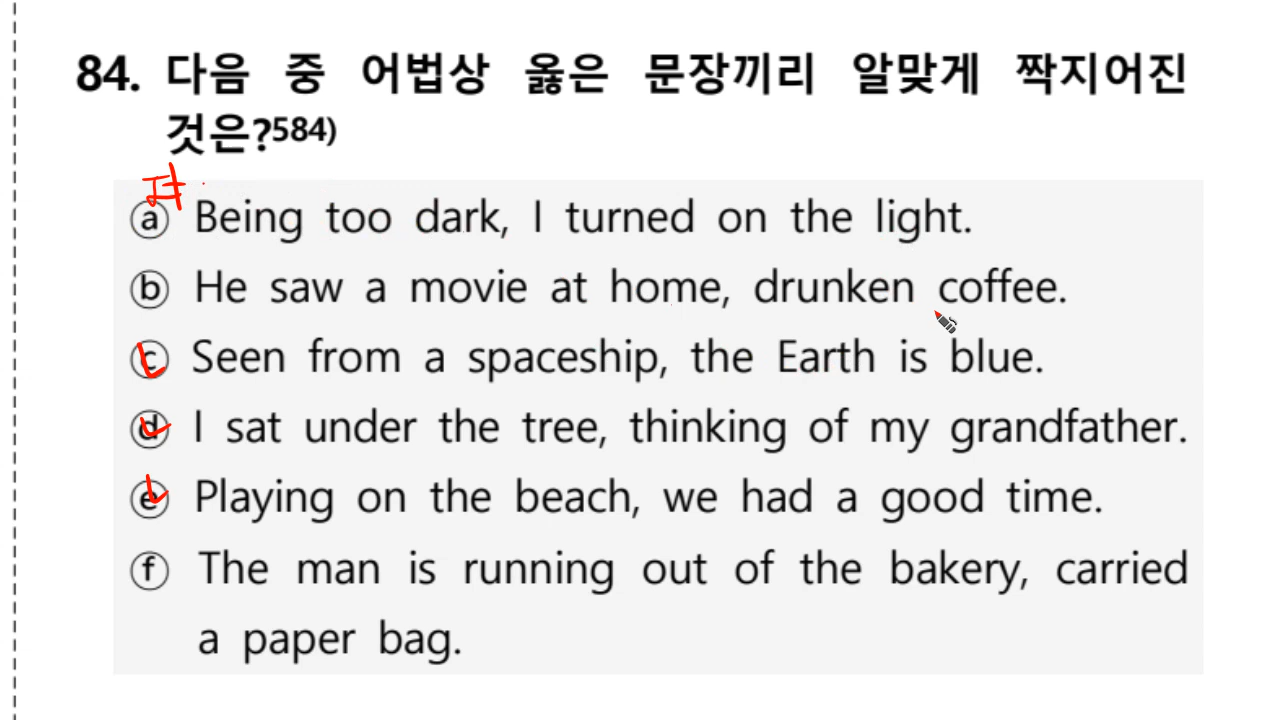 84. 다음 중 어법상 옳은 문장끼리 알맞게 짝지어진
것은?584)
It
ⓐ Being too dark, I turned on the light.
ⓑ He saw a movie at home, drunken coffee.
ⓒ Seen from a spaceship, the Earth is blue.
ⓓ I sat under the tree, thinking of my grandfather.
ⓔ Playing on the beach, we had a good time.
ⓕ The man is running out of the bakery, carried
a paper bag.